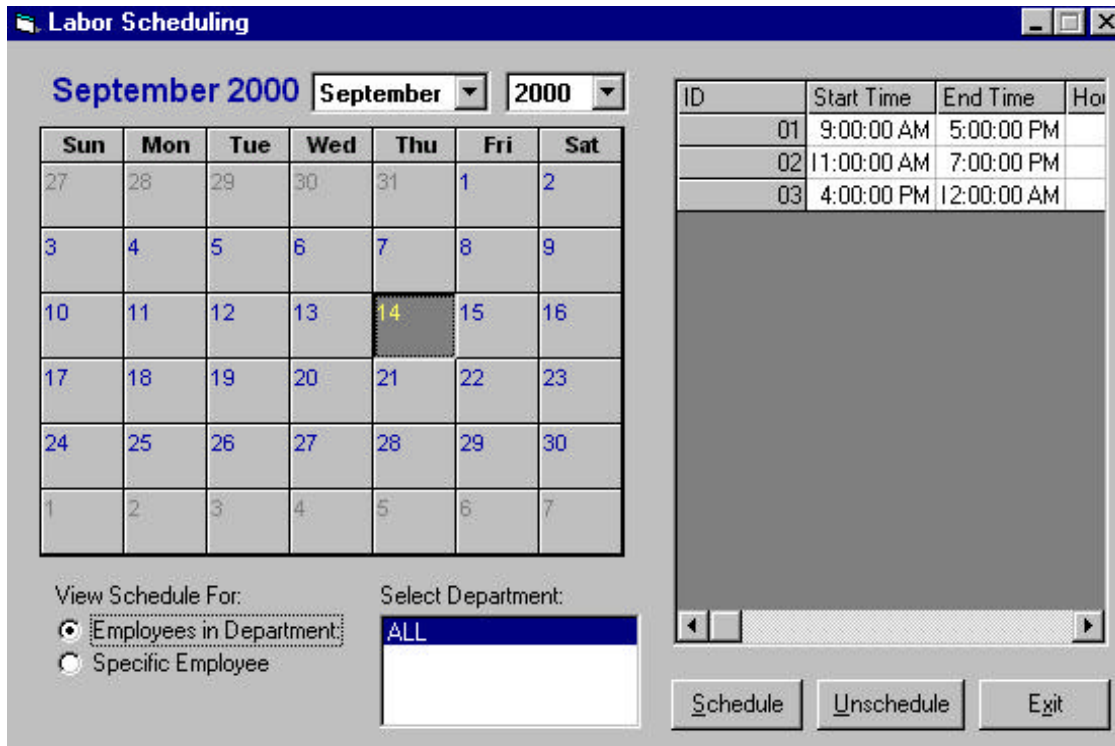 Labor Scheduling
September 2000 September 2000
Sun Mon Tue Wed Thu Fri Sat
27 28 29 30 31 1 2
3 4 5 6 7 8 9
10 11 12 13 14 15 16
17 18 19 20 21 22 23
24 25 26 27 28 29 30
1 2 3 4 5 6 7
View Schedule For:
Employees in Department
Specific Employee
Select Department:
ALL
ID Start Time End Time Hou
01 9:00:00 AM 5:00:00 PM
02 11:00:00 AM 7:00:00 PM
03 4:00:00 PM 12:00:00 AM
Schedule Unschedule Exit